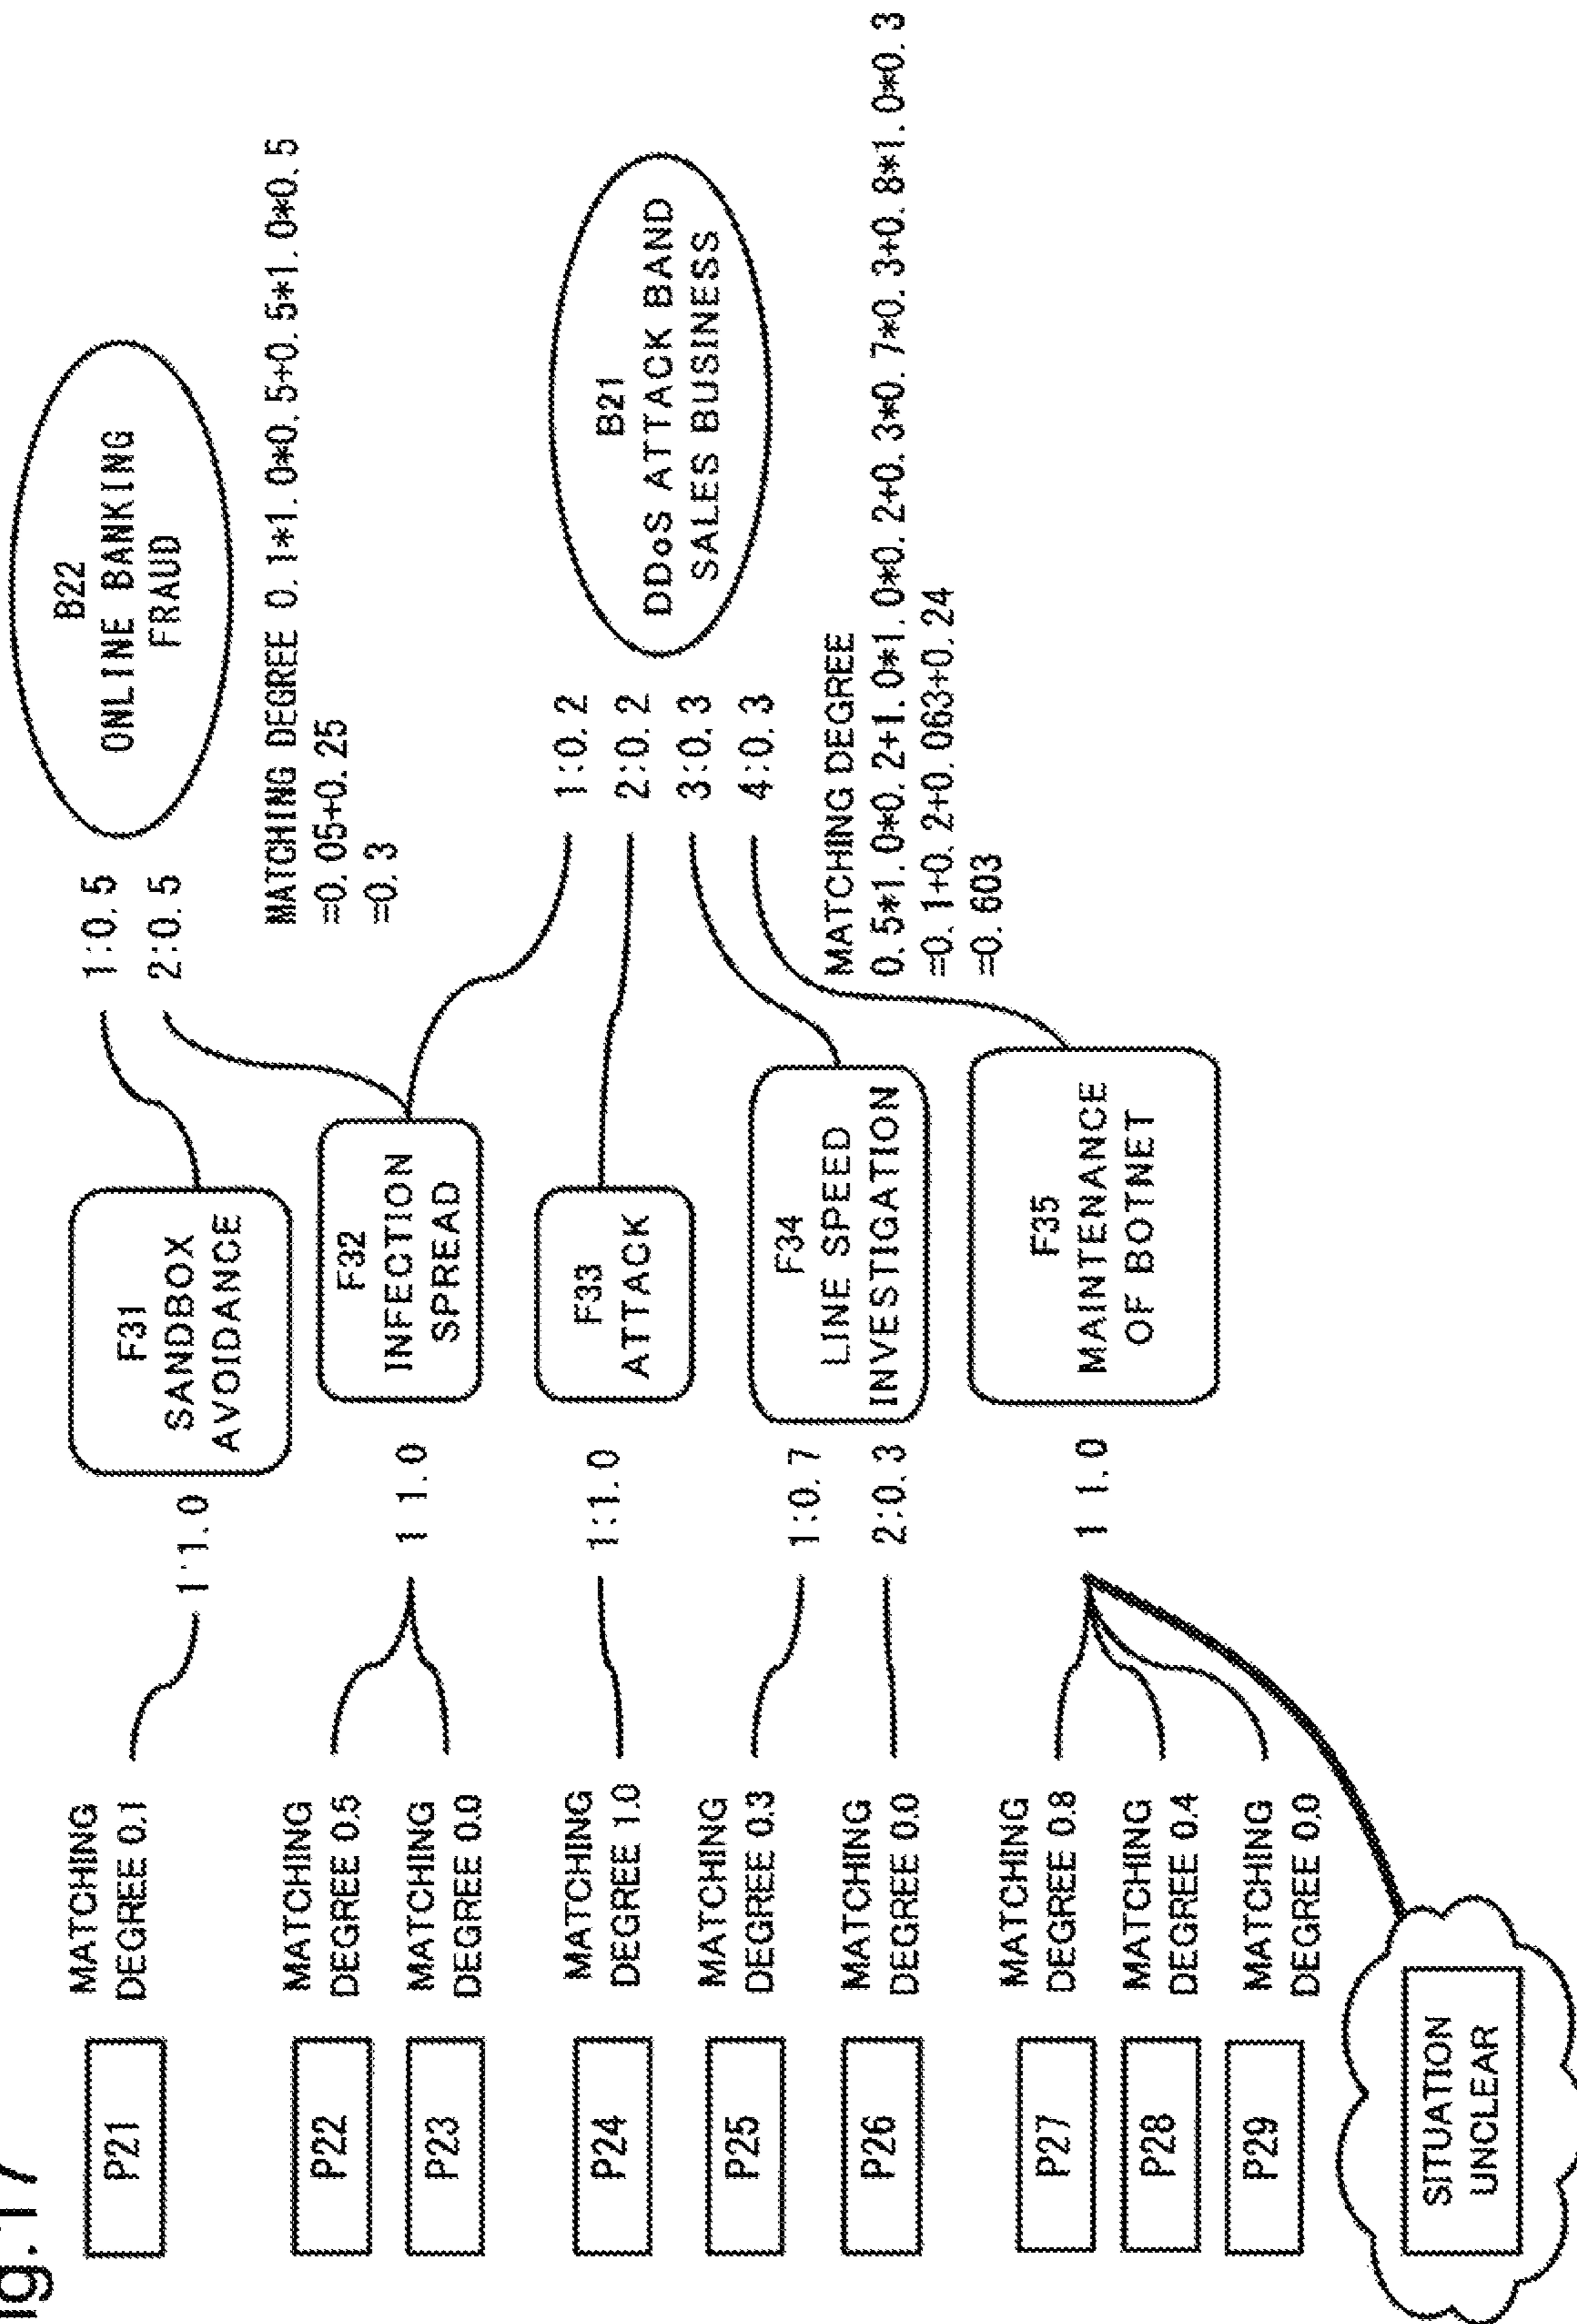 ig. 17
P21
MATCHING
DEGREE 0.1
1:1.0
F31
SANDBOX
AVOIDANCE
1:0.5
2:0.5
B22
ONLINE BANKING
FRAUD
MATCHING DEGREE 0.1*1.0*0.5+0.5*1.0*0.5
=0.05+0.25
=0.3
P22
MATCHING
DEGREE 0.5
P23
MATCHING
DEGREE 0.0
1 1.0
F32
INFECTION
SPREAD
P24
MATCHING
DEGREE 1.0
1:1.0
F33
ATTACK
1:0.2
2:0.2
3:0.3
4:0.3
B21
DDoS ATTACK BAND
SALES BUSINESS
P25
MATCHING
DEGREE 0.3
1:0.7
P26
MATCHING
DEGREE 0.0
2:0.3
F34
LINE SPEED
INVESTIGATION
MATCHING DEGREE
0.5*1.0*0.2+1.0*1.0*0.2+0.3*0.7*0.3+0.8*1.0*0.3
=0.1+0.2+0.063+0.24
=0.603
P27
MATCHING
DEGREE 0.8
P28
MATCHING
DEGREE 0.4
P29
MATCHING
DEGREE 0.0
1 1.0
F35
MAINTENANCE
OF BOTNET
SITUATION
UNCLEAR